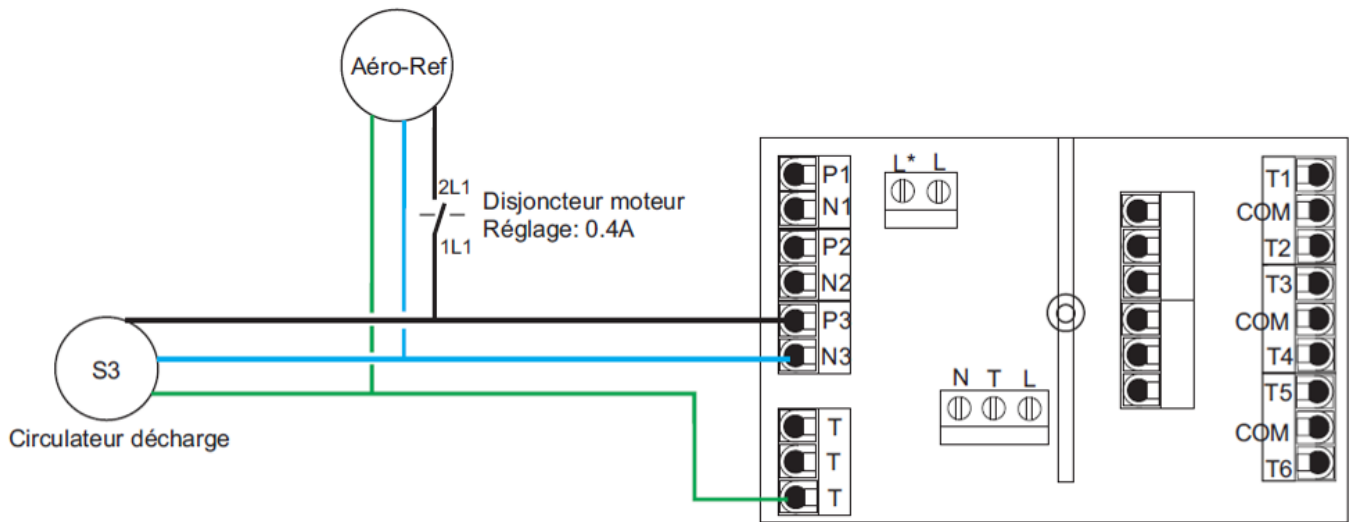 Aéro-Ref
2L1
Disjoncteur moteur
Réglage: 0.4A
1L1
S3
Circulateur décharge
P1
N1
P2
N2
P3
N3
T
T
T
L* L
N T L
T1
COM
T2
T3
COM
T4
T5
COM
T6